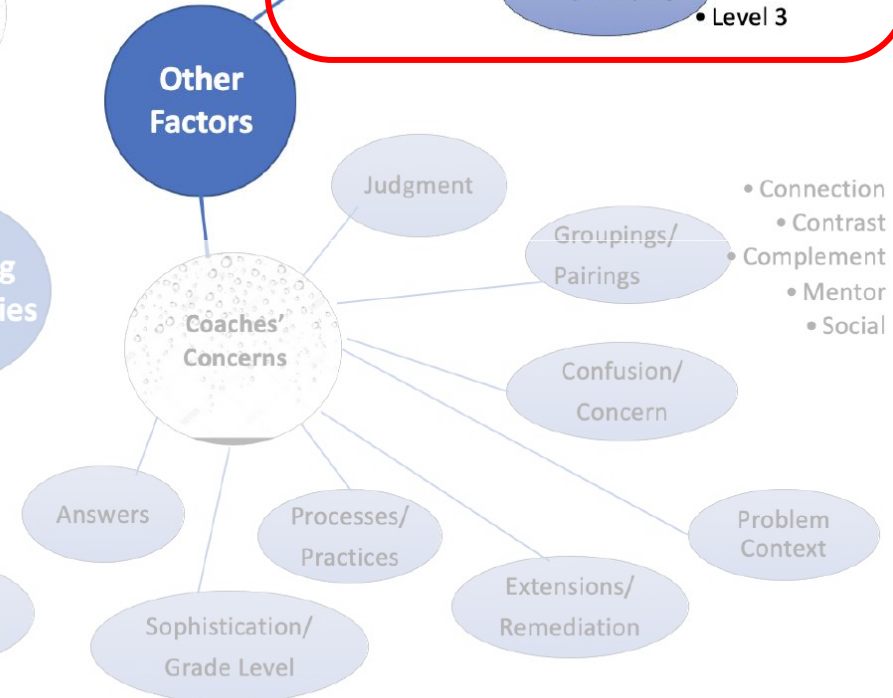 • Level 3
Other
Factors
Judgment
• Connection
• Contrast
• Complement
• Mentor
• Social
Groupings/
Pairings
g
ies
Coaches’
Concerns
Confusion/
Concern
Answers
Processes/
Practices
Problem
Context
Extensions/
Remediation
Sophistication/
Grade Level